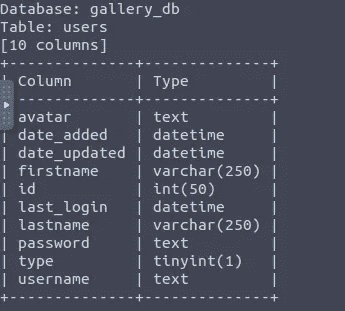 Database: gallery_db
Table: users
[10 columns]
+--------------+--------------+
| Column       | Type         |
+--------------+--------------+
| avatar       | text         |
| date_added   | datetime     |
| date_updated | datetime     |
| firstname    | varchar(250) |
| id           | int(50)      |
| last_login   | datetime     |
| lastname     | varchar(250) |
| password     | text         |
| type         | tinyint(1)   |
| username     | text         |
+--------------+--------------+